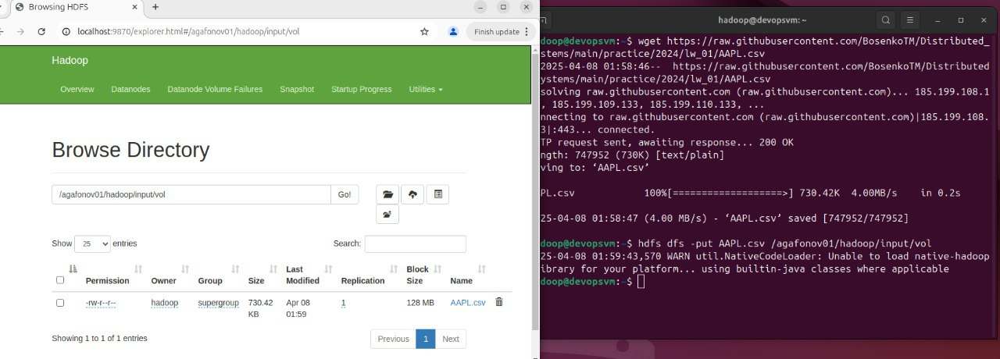 Browsing HDFS
localhost:9870/explorer.html#/agafonov01/hadoop/input/vol
Finish update
Hadoop
Overview Datanodes Datanode Volume Failures Snapshot Startup Progress Utilities
Browse Directory
/agafonov01/hadoop/input/vol Go!
Show 25 entries Search:
Permission Owner Group Size Last Modified Replication Block Size Name
-rw-r--r-- hadoop supergroup 730.42 KB Apr 08 01:59 1 128 MB AAPL.csv
Showing 1 to 1 of 1 entries
Previous 1 Next
hadoop@devopsvm: ~
doop@devopsvm:~$ wget https://raw.githubusercontent.com/BosenkoTM/Distributed_
stems/main/practice/2024/lw_01/AAPL.csv
2025-04-08 01:58:46-- https://raw.githubusercontent.com/BosenkoTM/Distributed
ystems/main/practice/2024/lw_01/AAPL.csv
solving raw.githubusercontent.com (raw.githubusercontent.com)... 185.199.108.1
, 185.199.109.133, 185.199.110.133, ...
nnecting to raw.githubusercontent.com (raw.githubusercontent.com)|185.199.108.
3|:443... connected.
TP request sent, awaiting response... 200 OK
ngth: 747952 (730K) [text/plain]
ving to: ‘AAPL.csv’
PL.csv 100%[===================>] 730.42K 4.00MB/s in 0.2s
25-04-08 01:58:47 (4.00 MB/s) - ‘AAPL.csv’ saved [747952/747952]
doop@devopsvm:~$ hdfs dfs -put AAPL.csv /agafonov01/hadoop/input/vol
25-04-08 01:59:43,570 WARN util.NativeCodeLoader: Unable to load native-hadoop
ibrary for your platform... using builtin-java classes where applicable
doop@devopsvm:~$